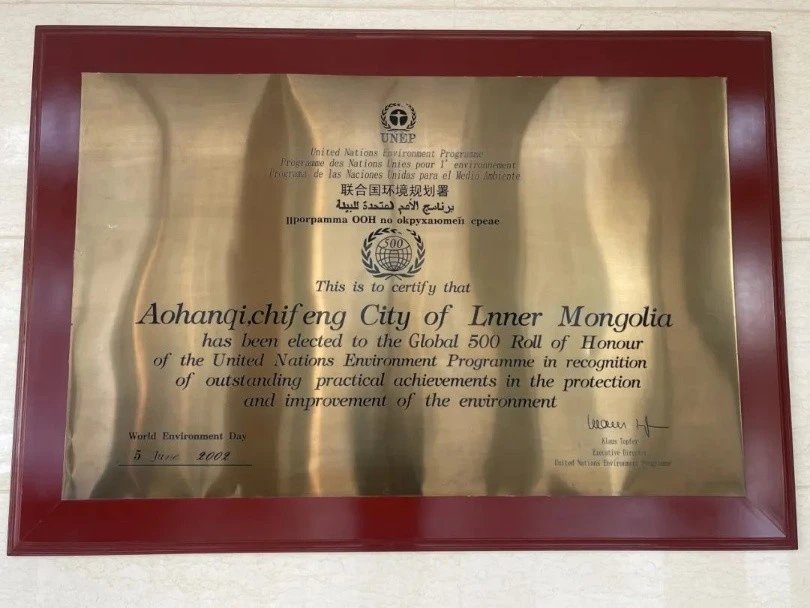 UNEP
United Nations Environment Programme
Programme des Nations Unies pour l'environnement
Programa de las Naciones Unidas para el Medio Ambiente
联合国环境规划署
برنامج الأمم المتحدة للبيئة
Программа ООН по окружаютей среае
500
This is to certify that
Aohanqi,chifeng City of Lnner Mongolia
has been elected to the Global 500 Roll of Honour
of the United Nations Environment Programme in recognition
of outstanding practical achievements in the protection
and improvement of the environment
World Environment Day
5 June 2002
Klaus Topfer
Executive Director
United Nations Environment Programme